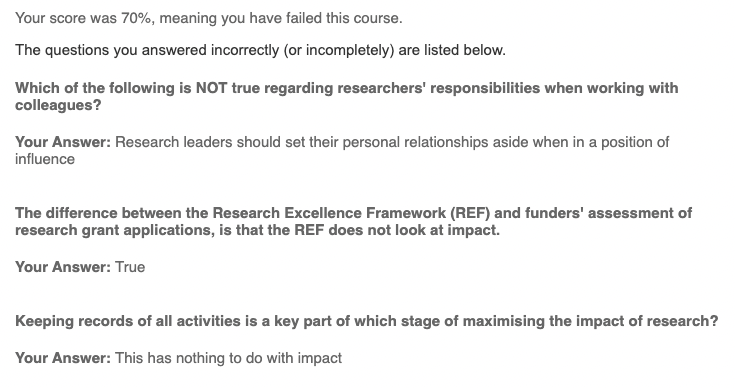 Your score was 70%, meaning you have failed this course.
The questions you answered incorrectly (or incompletely) are listed below.
Which of the following is NOT true regarding researchers' responsibilities when working with
colleagues?
Your Answer: Research leaders should set their personal relationships aside when in a position of
influence
The difference between the Research Excellence Framework (REF) and funders' assessment of
research grant applications, is that the REF does not look at impact.
Your Answer: True
Keeping records of all activities is a key part of which stage of maximising the impact of research?
Your Answer: This has nothing to do with impact